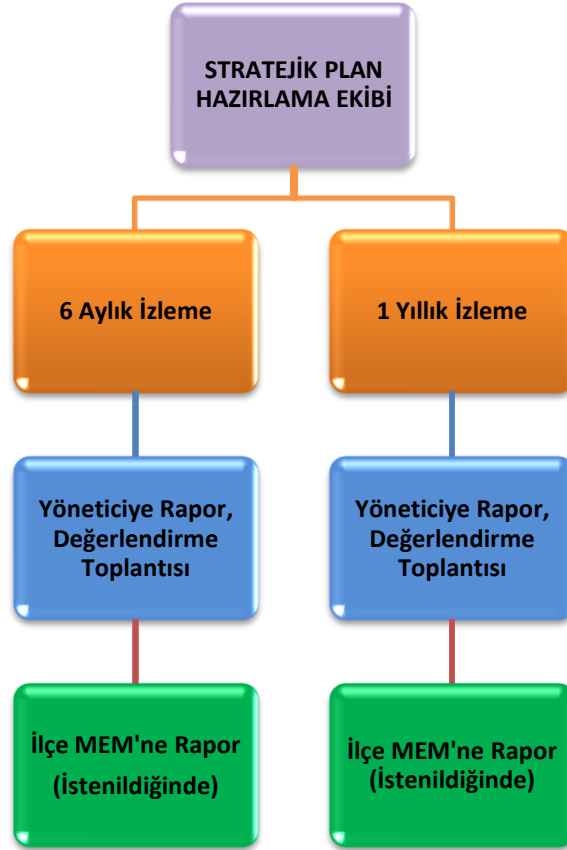 STRATEJİK PLAN
HAZIRLAMA EKİBİ
6 Aylık İzleme
1 Yıllık İzleme
Yöneticiye Rapor,
Değerlendirme
Toplantısı
Yöneticiye Rapor,
Değerlendirme
Toplantısı
İlçe MEM'ne Rapor
(İstenildiğinde)
İlçe MEM'ne Rapor
(İstenildiğinde)